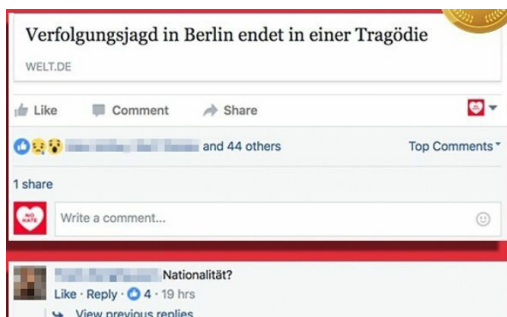 Verfolgungsjagd in Berlin endet in einer Tragödie
WELT.DE
Like Comment Share
and 44 others Top Comments
1 share
NO HATE Write a comment...
Nationalität?
Like · Reply · 4 · 19 hrs
View previous replies